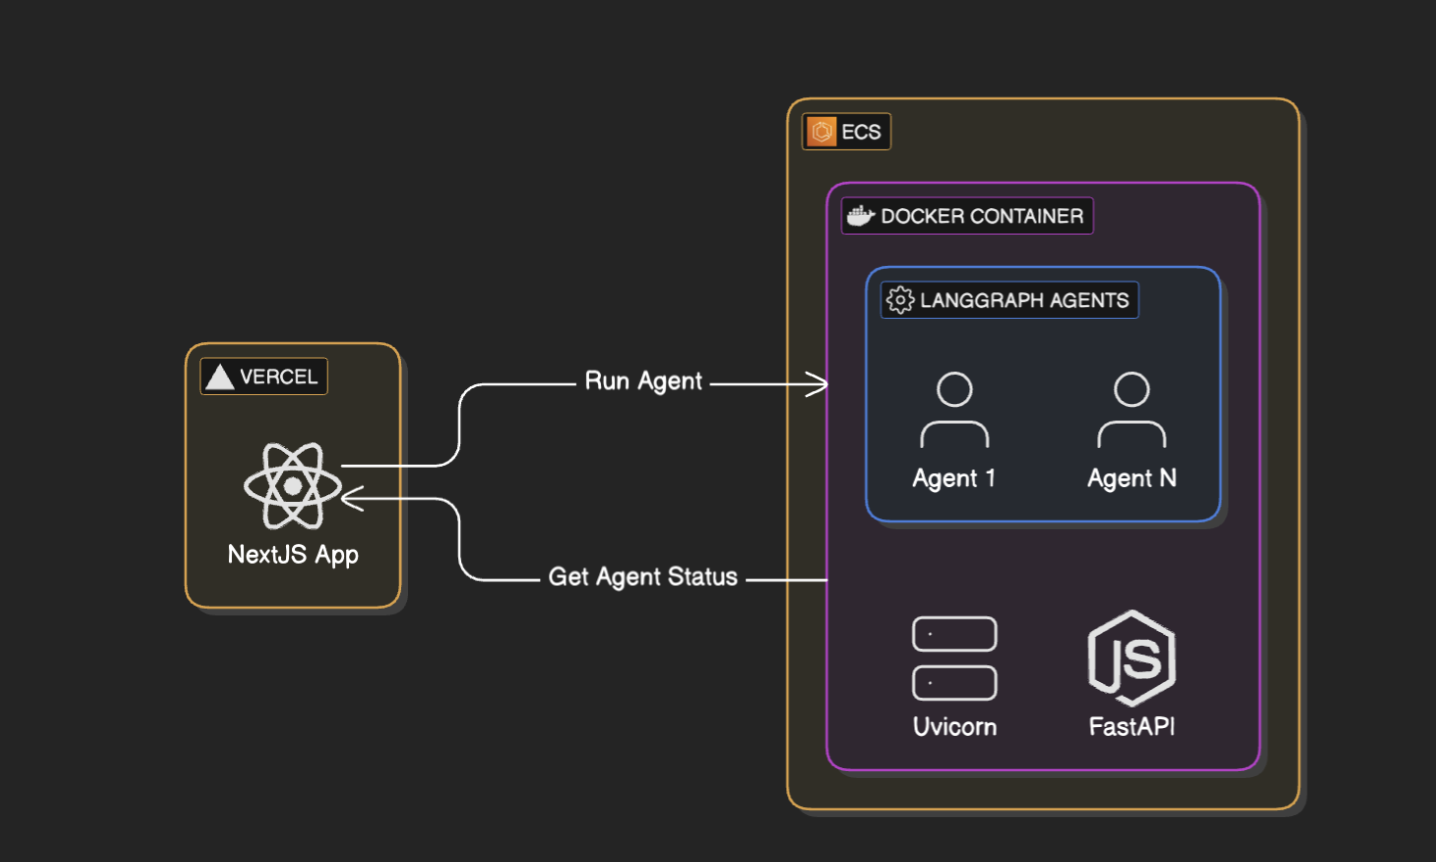 ECS
DOCKER CONTAINER
LANGGRAPH AGENTS
Agent 1
Agent N
VERCEL
NextJS App
Run Agent
Get Agent Status
Uvicorn
JS
FastAPI